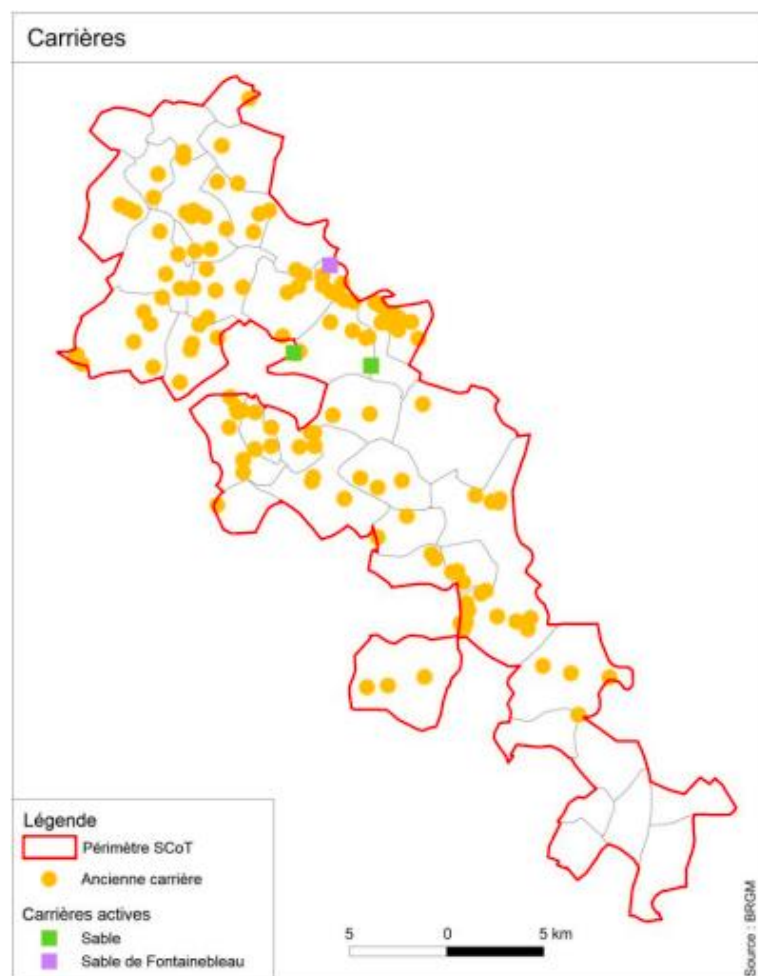 Carrières
Légende
Périmètre SCoT
Ancienne carrière
Carrières actives
Sable
Sable de Fontainebleau
5 0 5 km
Source : BRGM